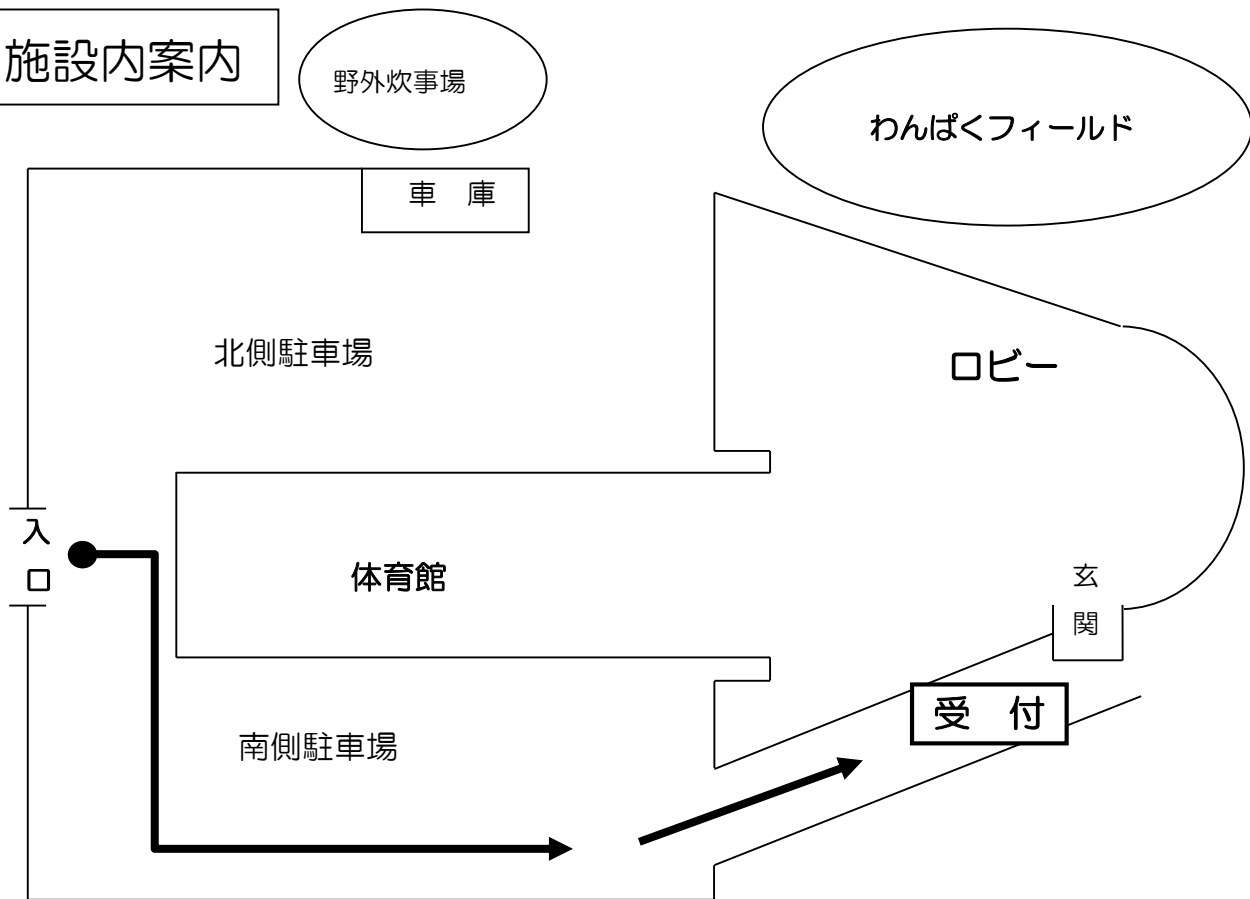 施設内案内
野外炊事場
わんぱくフィールド
車　庫
北側駐車場
ロビー
入
口
体育館
玄
関
受　付
南側駐車場